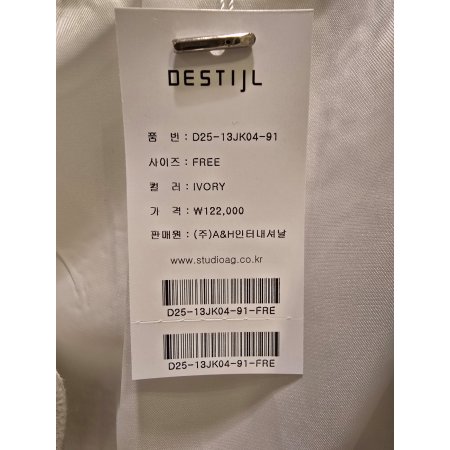 DESTIJL
품 번 : D25-13JK04-91
사이즈 : FREE
컬 러 : IVORY
가 격 : ₩122,000
판매원 : (주)A&H인터내셔날
www.studioag.co.kr
D25-13JK04-91-FRE
D25-13JK04-91-FRE